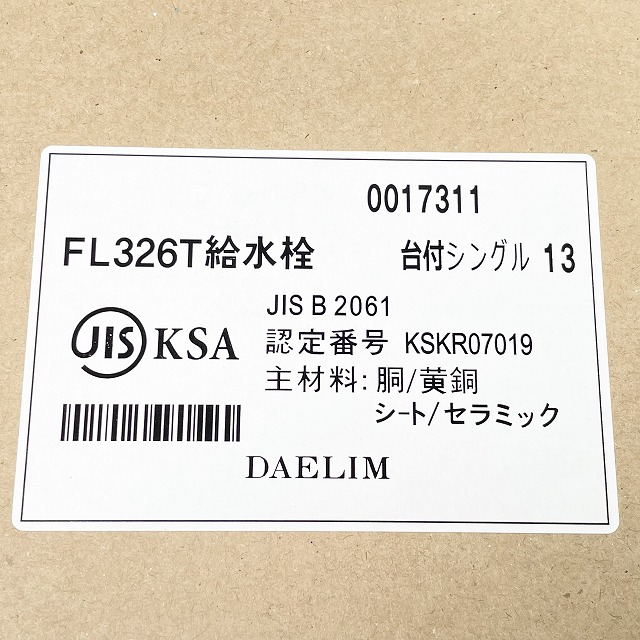 0017311
FL326T給水栓 台付シングル 13
JIS B 2061
JIS KSA 認定番号 KSKR07019
主材料: 胴/黄銅
シート/セラミック
DAELIM